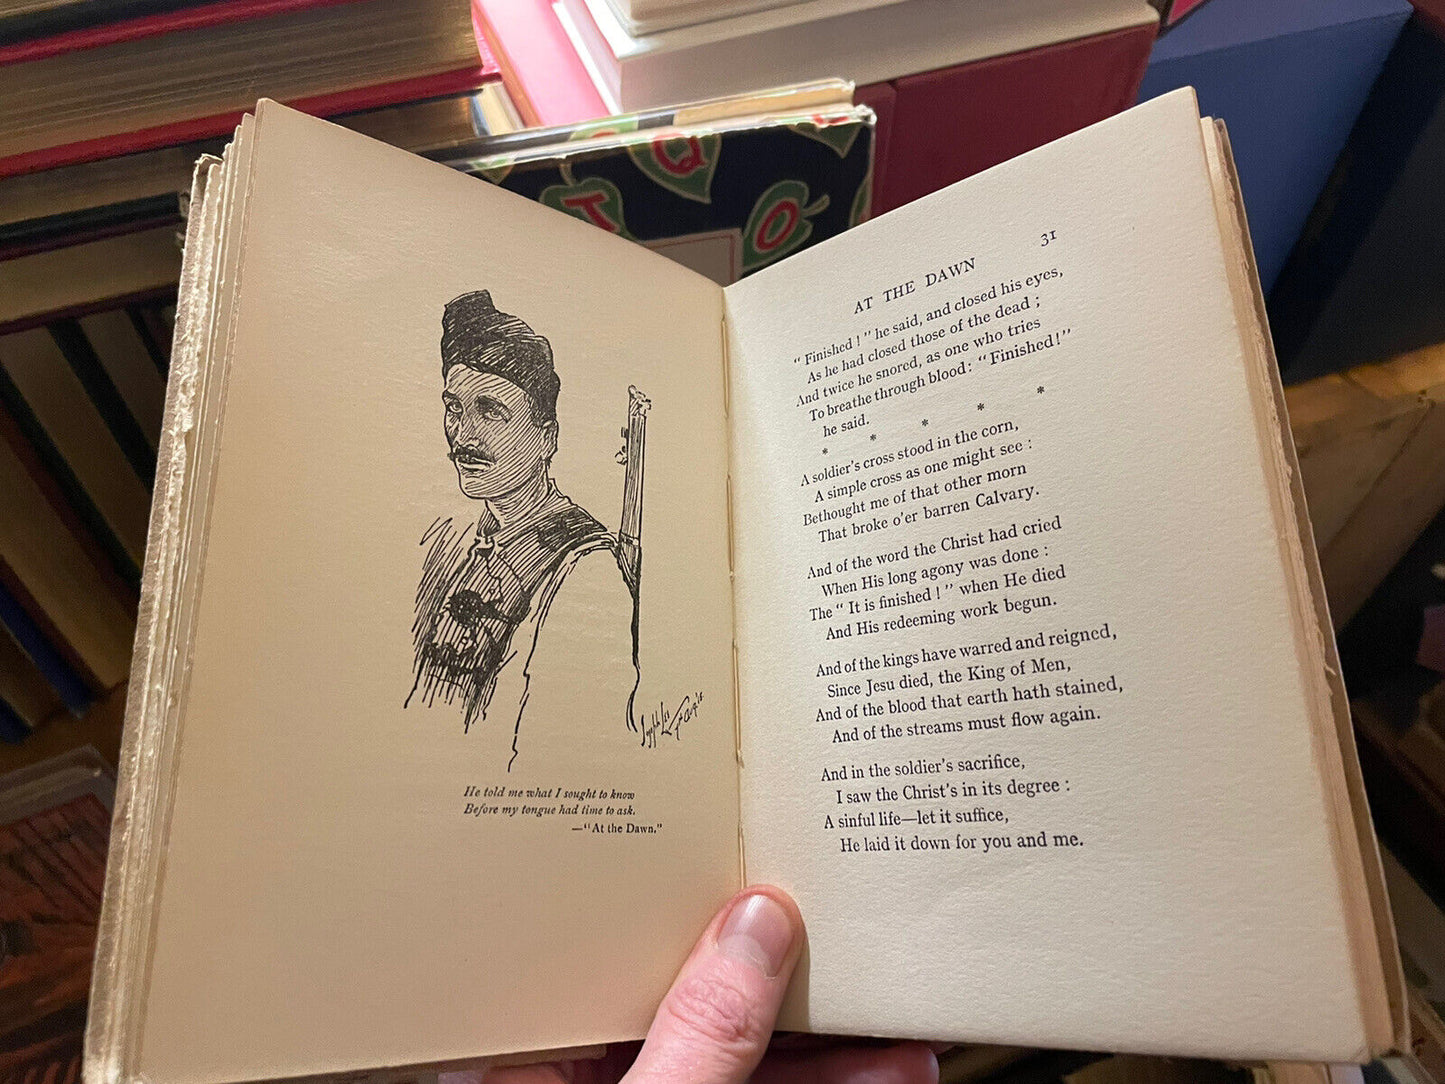 Joseph Lee
He told me what I sought to know
Before my tongue had time to ask.
—"At the Dawn."
31
AT THE DAWN
"Finished!" he said, and closed his eyes,
As he had closed those of the dead;
And twice he snored, as one who tries
To breathe through blood: "Finished!"
he said.
* * * * *
A soldier's cross stood in the corn,
A simple cross as one might see:
Bethought me of that other morn
That broke o'er barren Calvary.
And of the word the Christ had cried
When His long agony was done:
The "It is finished!" when He died
And His redeeming work begun.
And of the kings have warred and reigned,
Since Jesu died, the King of Men,
And of the blood that earth hath stained,
And of the streams must flow again.
And in the soldier's sacrifice,
I saw the Christ's in its degree:
A sinful life—let it suffice,
He laid it down for you and me.
T
Q
O